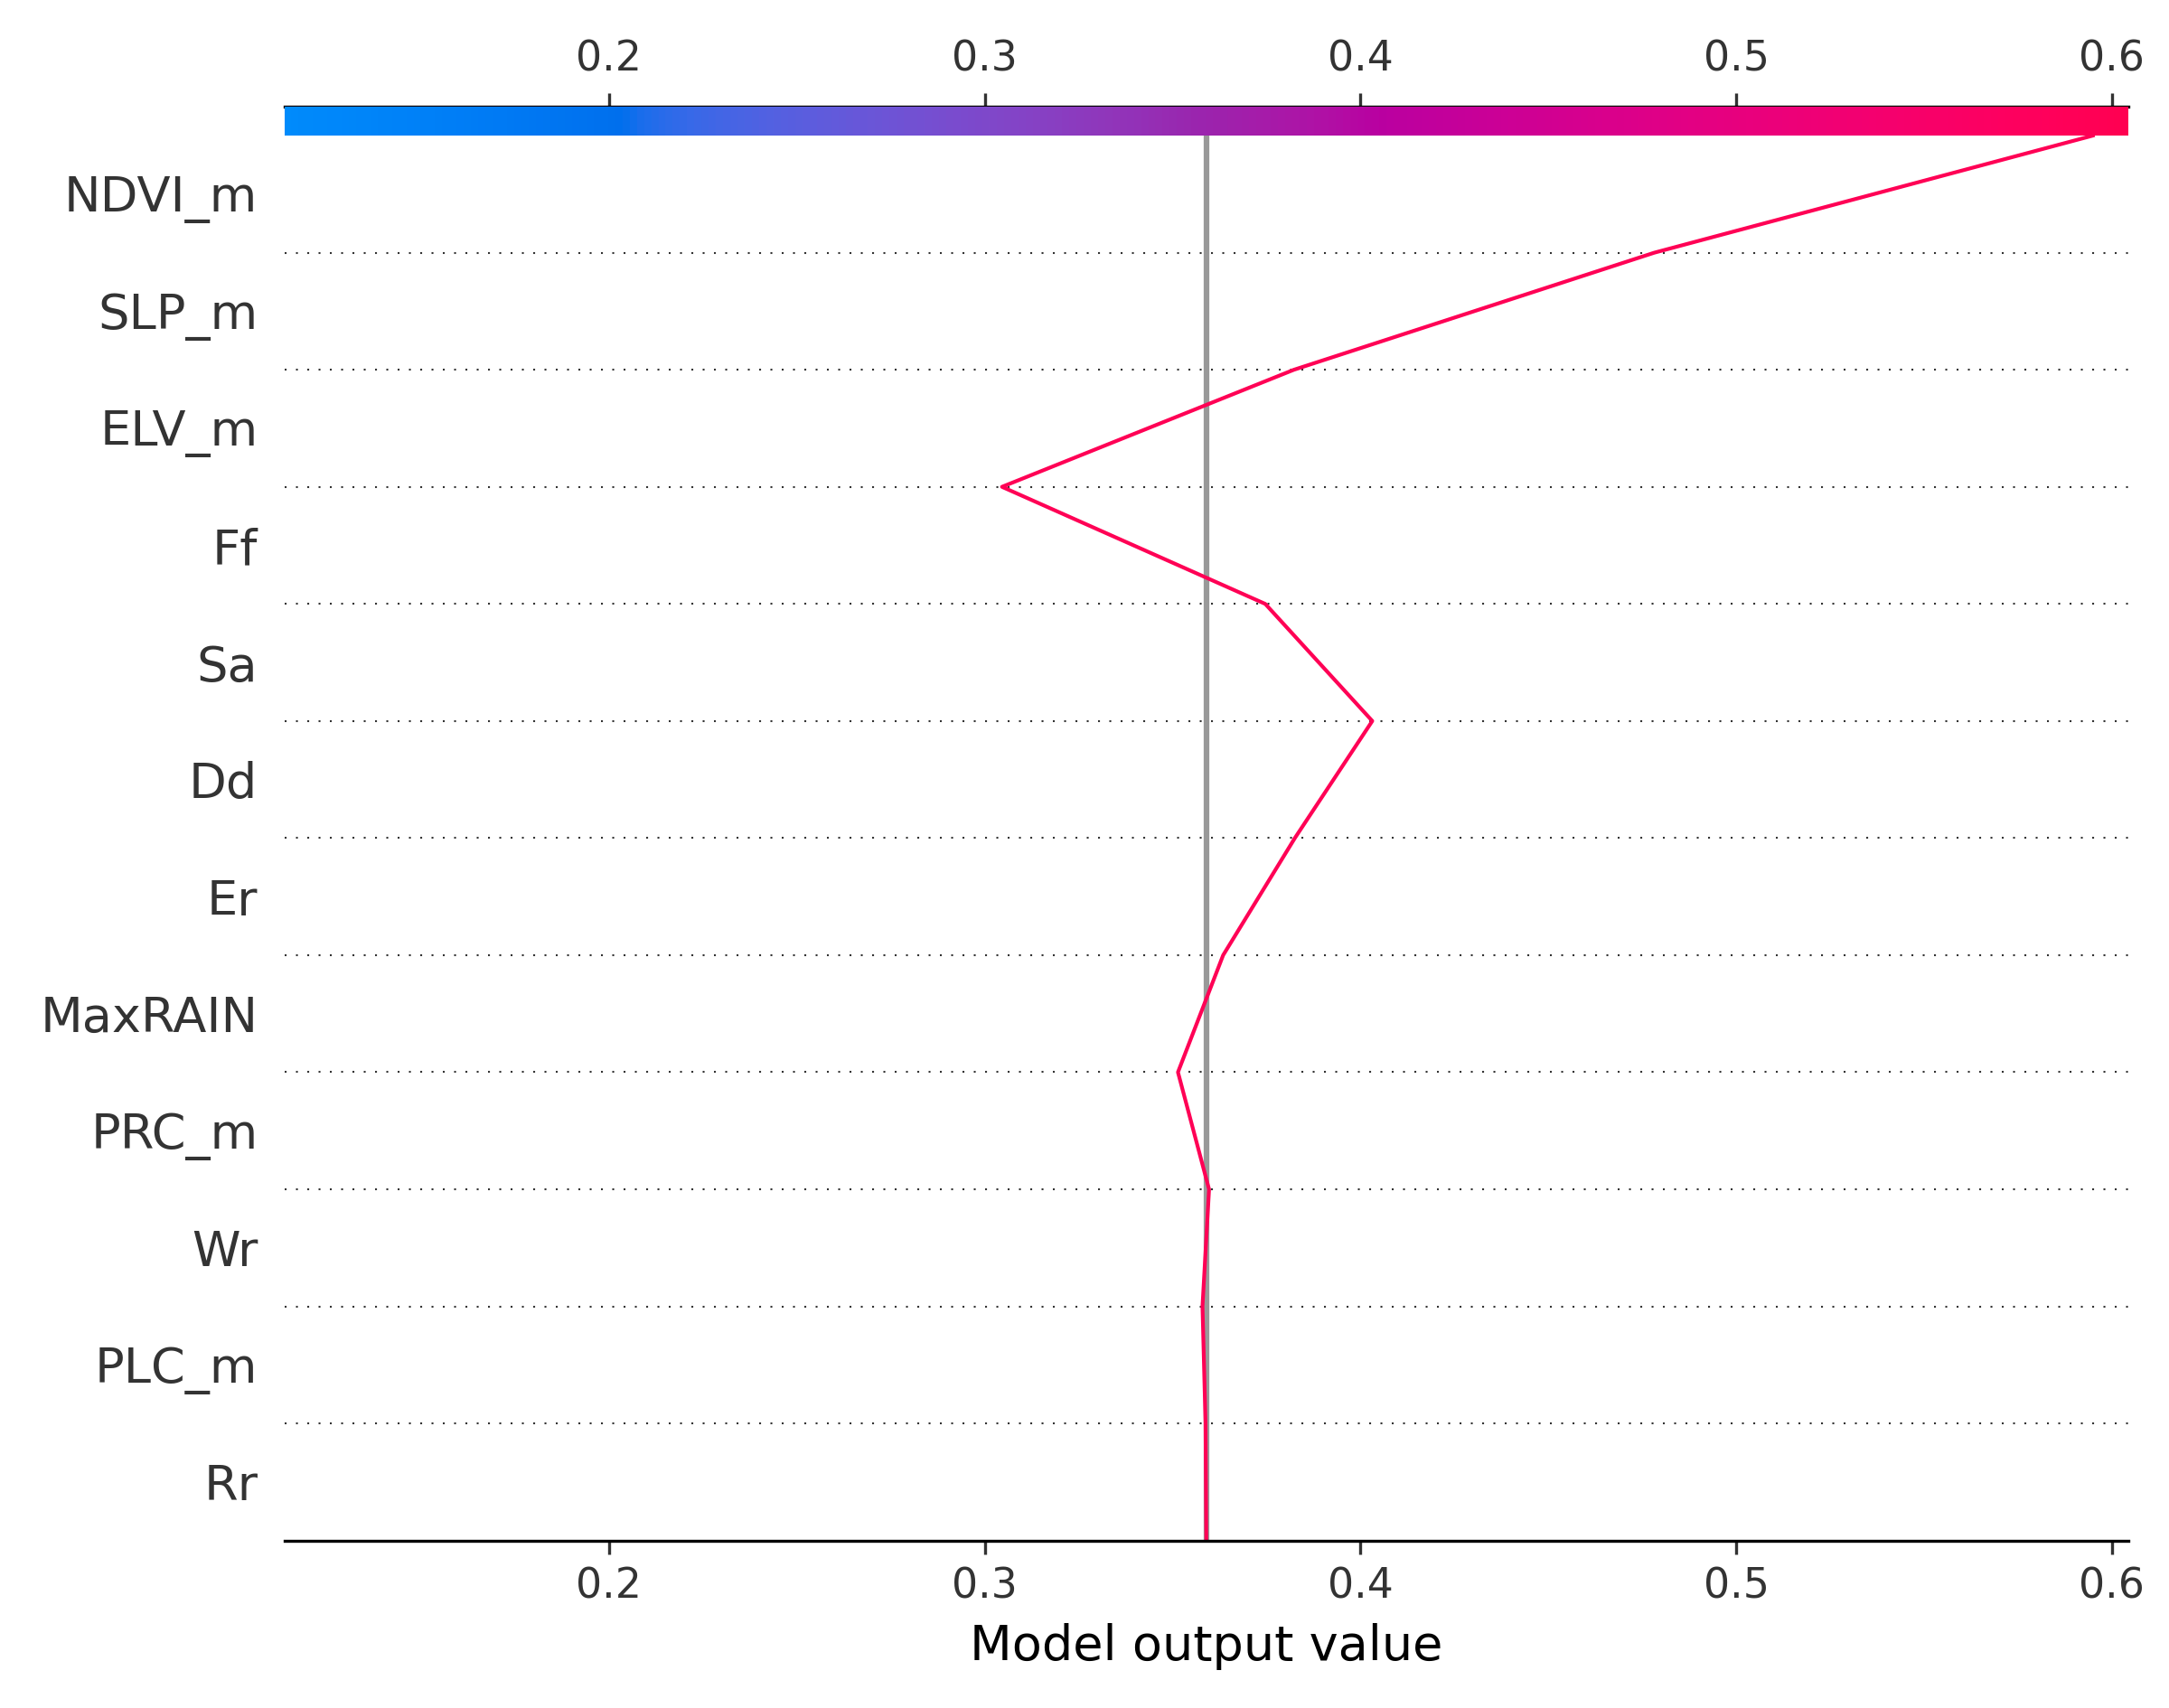 0.2 0.3 0.4 0.5 0.6
NDVI_m
SLP_m
ELV_m
Ff
Sa
Dd
Er
MaxRAIN
PRC_m
Wr
PLC_m
Rr
0.2 0.3 0.4 0.5 0.6
Model output value